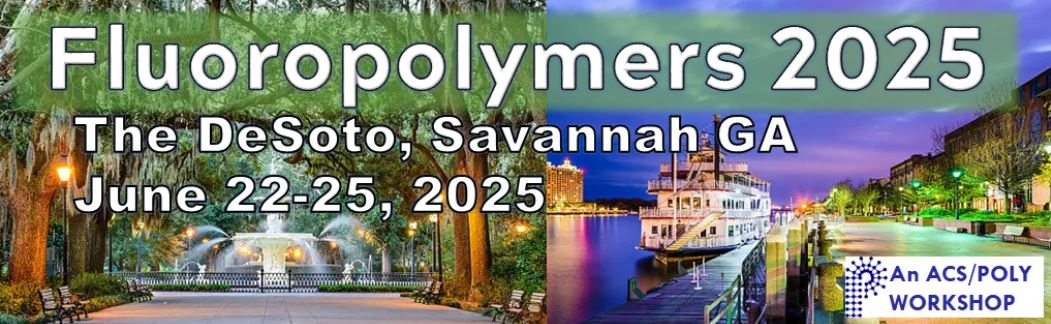 Fluoropolymers 2025
The DeSoto, Savannah GA
June 22-25, 2025
An ACS/POLY
WORKSHOP